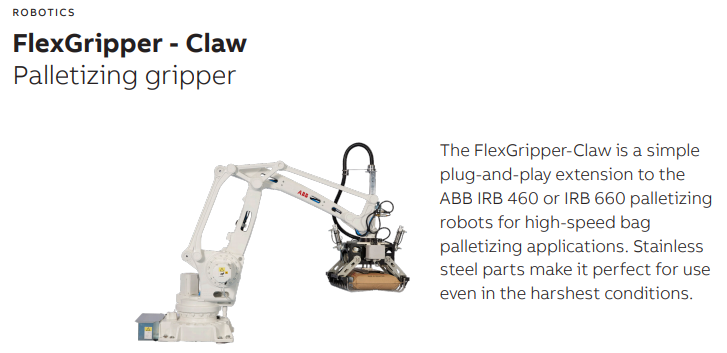 ROBOTICS
FlexGripper - Claw
Palletizing gripper
ABB
The FlexGripper-Claw is a simple
plug-and-play extension to the
ABB IRB 460 or IRB 660 palletizing
robots for high-speed bag
palletizing applications. Stainless
steel parts make it perfect for use
even in the harshest conditions.